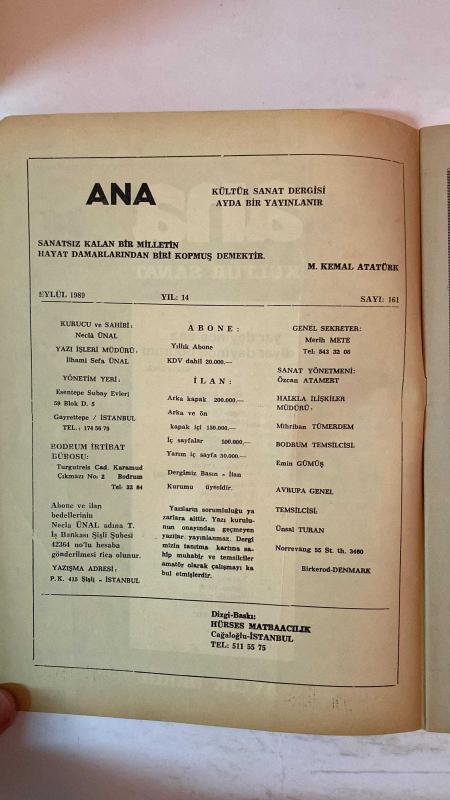 ANA
KÜLTÜR SANAT DERGİSİ
AYDA BİR YAYINLANIR
SANATSIZ KALAN BİR MİLLETİN
HAYAT DAMARLARINDAN BİRİ KOPMUŞ DEMEKTİR.
M. KEMAL ATATÜRK
EYLÜL 1989 YIL: 14 SAYI: 161
KURUCU ve SAHİBİ:
Neclâ ÜNAL
YAZI İŞLERİ MÜDÜRÜ:
İlhami Sefa ÜNAL
YÖNETİM YERİ:
Esentepe Subay Evleri
59 Blok D. 5
Gayrettepe / İSTANBUL
TEL.: 174 56 79
BODRUM İRTİBAT
BÜROSU:
Turgutreis Cad. Karamud
Çıkmazı No: 2 Bodrum
Tel: 32 84
Abone ve ilan
bedellerinin
Necla ÜNAL adına T.
İş Bankası Şişli Şubesi
42364 no'lu hesaba
gönderilmesi rica olunur.
YAZIŞMA ADRESİ:
P.K. 415 Şişli - İSTANBUL
ABONE:
Yıllık Abone
KDV dahil 20.000.—
İLAN:
Arka kapak 200.000.—
Arka ve ön
kapak içi 150.000.—
İç sayfalar 100.000.—
Yarım iç sayfa 50.000.—
Dergimiz Basın - İlan
Kurumu üyesidir.
Yazıların sorumluluğu ya
zarlara aittir. Yazı kurulu-
nun onayından geçmeyen
yazılar, yayınlanmaz. Dergi
mizin tanıtma kartına sa-
hip muhabir ve temsilciler
amatör olarak çalışmayı ka
bul etmişlerdir.
GENEL SEKRETER:
Merih METE
Tel: 543 32 08
SANAT YÖNETMENİ:
Özcan ATAMERT
HALKLA İLİŞKİLER
MÜDÜRÜ:
Mihriban TÜMERDEM
BODRUM TEMSİLCİSİ:
Emin GÜMÜŞ
AVRUPA GENEL
TEMSİLCİSİ:
Ünsal TURAN
Norrevang 55 St. th. 3460
Birkerod-DENMARK
Dizgi-Baskı:
HÜRSES MATBAACILIK
Cağaloğlu-İSTANBUL
TEL: 511 55 75